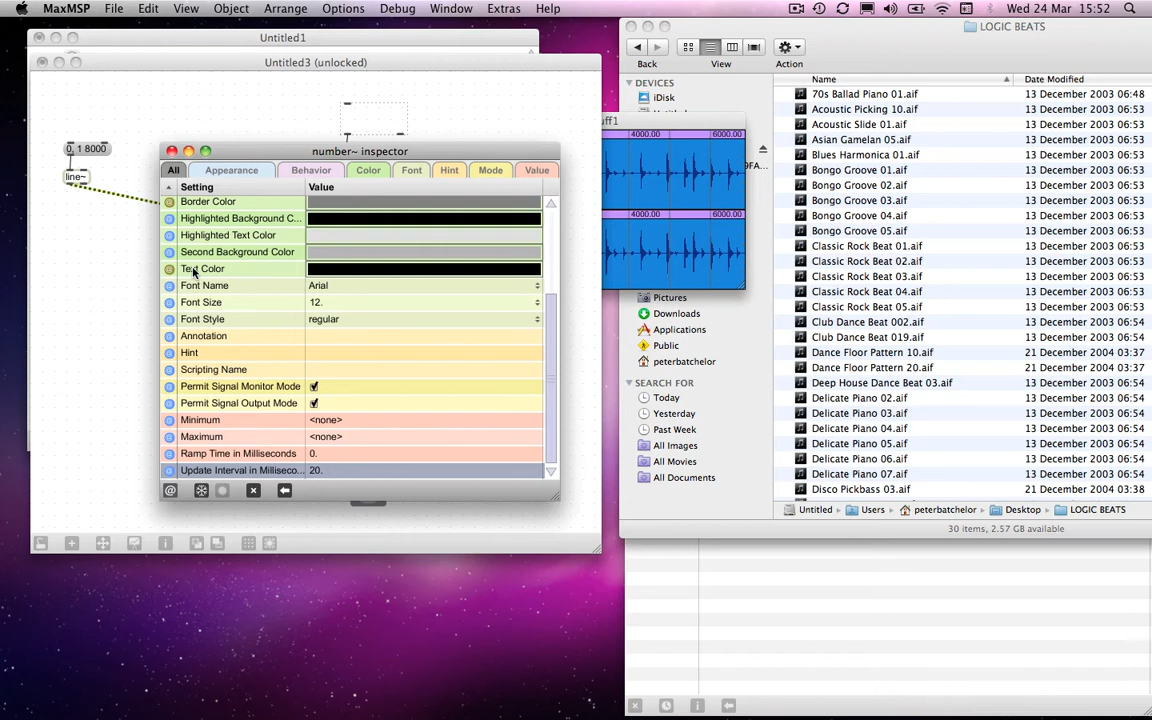 MaxMSP File Edit View Object Arrange Options Debug Window Extras Help Wed 24 Mar 15:52
Untitled1
Untitled3 (unlocked)
0, 1 8000
line~
number~ inspector
All Appearance Behavior Color Font Hint Mode Value
Setting Value
Border Color
Highlighted Background C...
Highlighted Text Color
Second Background Color
Text Color
Font Name Arial
Font Size 12.
Font Style regular
Annotation
Hint
Scripting Name
Permit Signal Monitor Mode
Permit Signal Output Mode
Minimum <none>
Maximum <none>
Ramp Time in Milliseconds 0.
Update Interval in Milliseco... 20.
uff1
4000.00 6000.00
4000.00 6000.00
LOGIC BEATS
Back View Action
DEVICES
iDisk
9FA...
Pictures
Downloads
Applications
Public
peterbatchelor
SEARCH FOR
Today
Yesterday
Past Week
All Images
All Movies
All Documents
Name Date Modified
70s Ballad Piano 01.aif 13 December 2003 06:48
Acoustic Picking 10.aif 13 December 2003 06:54
Acoustic Slide 01.aif 13 December 2003 06:54
Asian Gamelan 05.aif 13 December 2003 06:54
Blues Harmonica 01.aif 13 December 2003 06:54
Bongo Groove 01.aif 13 December 2003 06:54
Bongo Groove 02.aif 13 December 2003 06:54
Bongo Groove 03.aif 13 December 2003 06:54
Bongo Groove 04.aif 13 December 2003 06:54
Bongo Groove 05.aif 13 December 2003 06:54
Classic Rock Beat 01.aif 13 December 2003 06:54
Classic Rock Beat 02.aif 13 December 2003 06:54
Classic Rock Beat 03.aif 13 December 2003 06:54
Classic Rock Beat 04.aif 13 December 2003 06:54
Classic Rock Beat 05.aif 13 December 2003 06:54
Club Dance Beat 002.aif 13 December 2003 06:54
Club Dance Beat 019.aif 13 December 2003 06:54
Dance Floor Pattern 10.aif 21 December 2004 03:37
Dance Floor Pattern 20.aif 21 December 2004 03:37
Deep House Dance Beat 03.aif 13 December 2003 06:54
Delicate Piano 02.aif 13 December 2003 06:54
Delicate Piano 03.aif 13 December 2003 06:54
Delicate Piano 04.aif 13 December 2003 06:54
Delicate Piano 05.aif 13 December 2003 06:54
Delicate Piano 06.aif 13 December 2003 06:54
Delicate Piano 07.aif 13 December 2003 06:54
Disco Pickbass 03.aif 21 December 2004 03:38
Untitled Users peterbatchelor Desktop LOGIC BEATS
30 items, 2.57 GB available